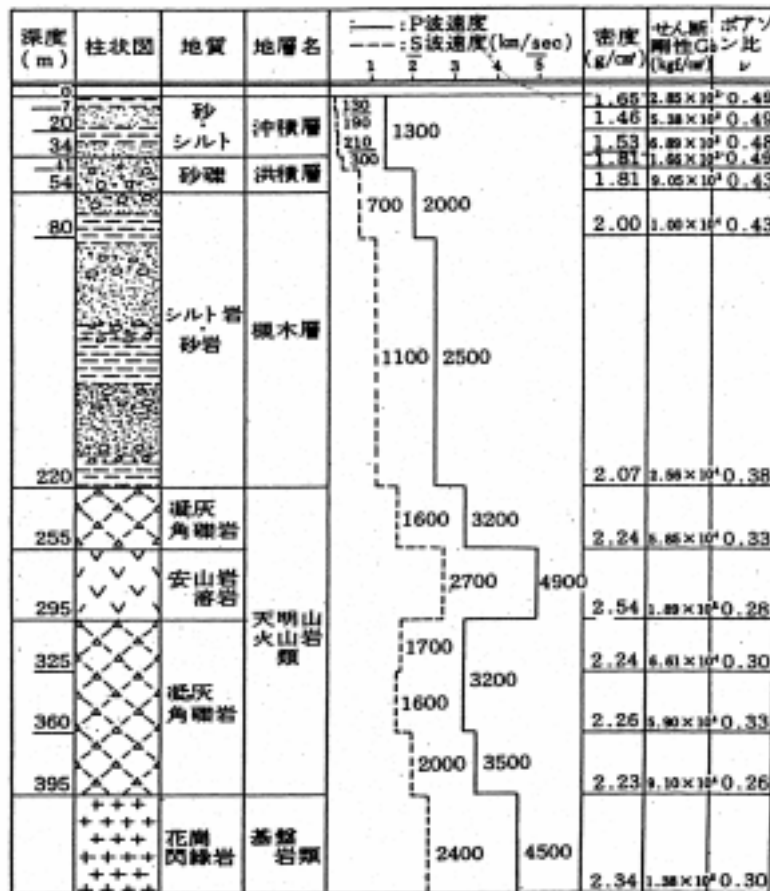 深度
(m)
柱状図
地質
地層名
:P波速度
:S波速度(km/sec)
1 2 3 4 5
密度
(g/cm³)
せん断
剛性G₀
(kgf/cm²)
ポアソ
ン比
ν
0
7
20
34
41
54
80
220
255
295
325
360
395
砂
・
シルト
砂礫
シルト岩
・
砂岩
凝灰
角礫岩
安山岩
溶岩
凝灰
角礫岩
花崗
閃緑岩
沖積層
洪積層
槻木層
天明山
火山岩
類
基盤
岩類
130
190
210
300
1300
700 2000
1100 2500
1600 3200
2700 4900
1700
3200
1600
2000 3500
2400 4500
1.65 0.49
1.46 0.49
1.53 0.48
1.81 0.49
1.81 0.43
2.00 0.43
2.07 0.38
2.24 0.33
2.54 0.28
2.24 0.30
2.26 0.33
2.23 0.26
2.34 0.30